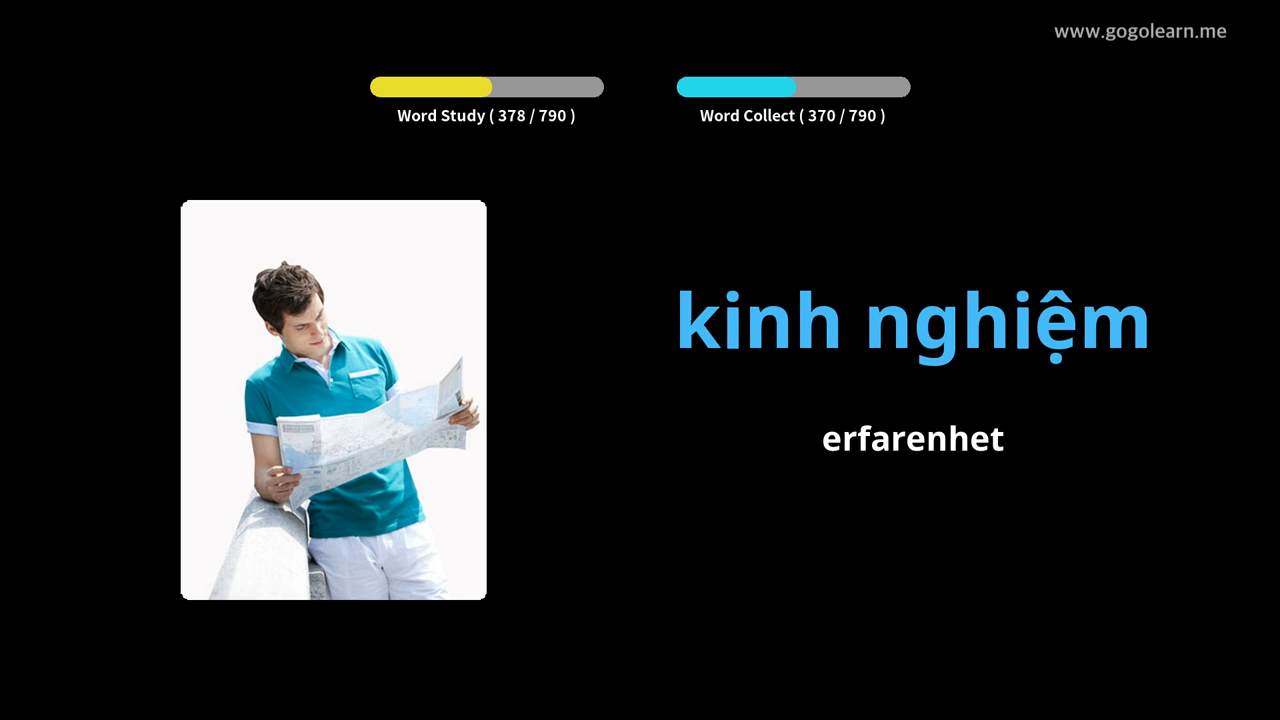 www.gogolearn.me
Word Study ( 378 / 790 )
Word Collect ( 370 / 790 )
kinh nghiệm
erfarenhet